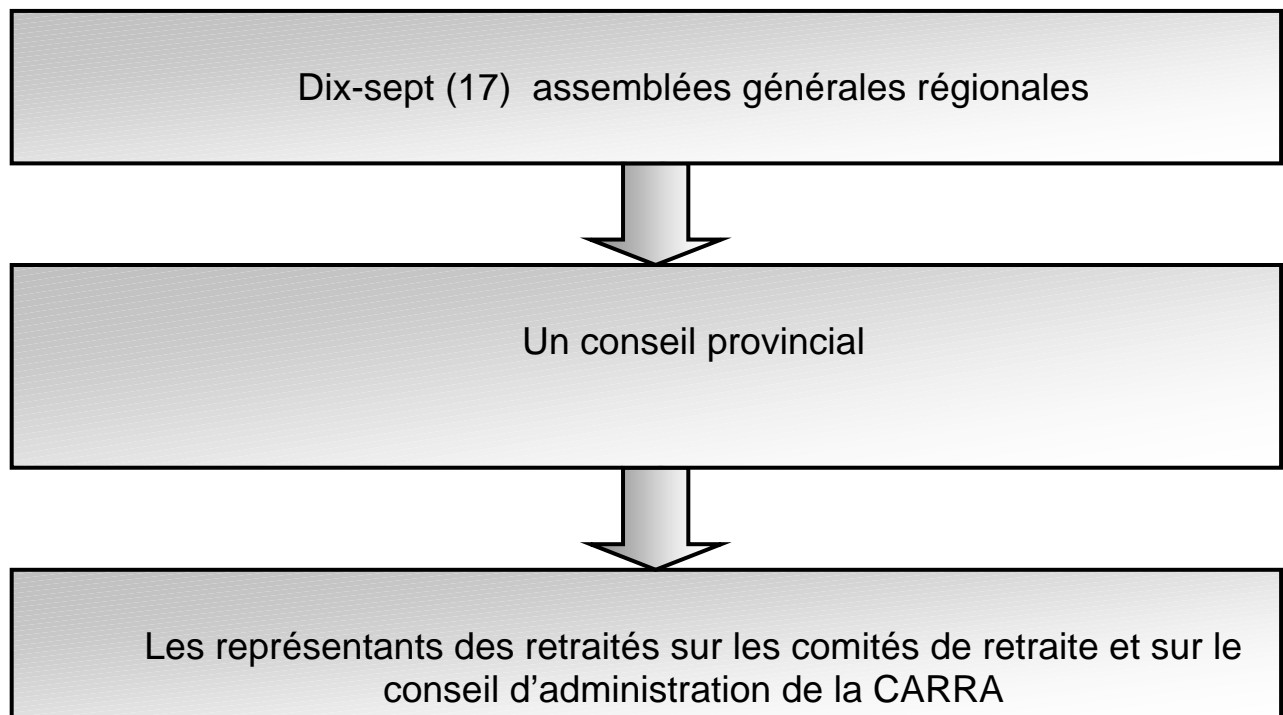 Dix-sept (17) assemblées générales régionales
Un conseil provincial
Les représentants des retraités sur les comités de retraite et sur le
conseil d'administration de la CARRA